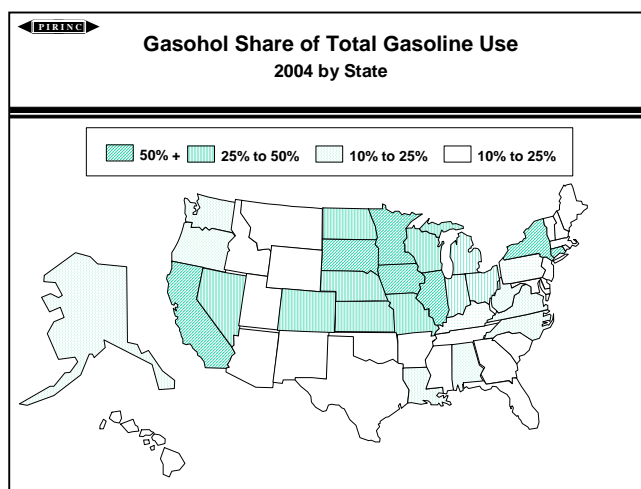 PIRINC
Gasohol Share of Total Gasoline Use
2004 by State
50% + 25% to 50% 10% to 25% 10% to 25%